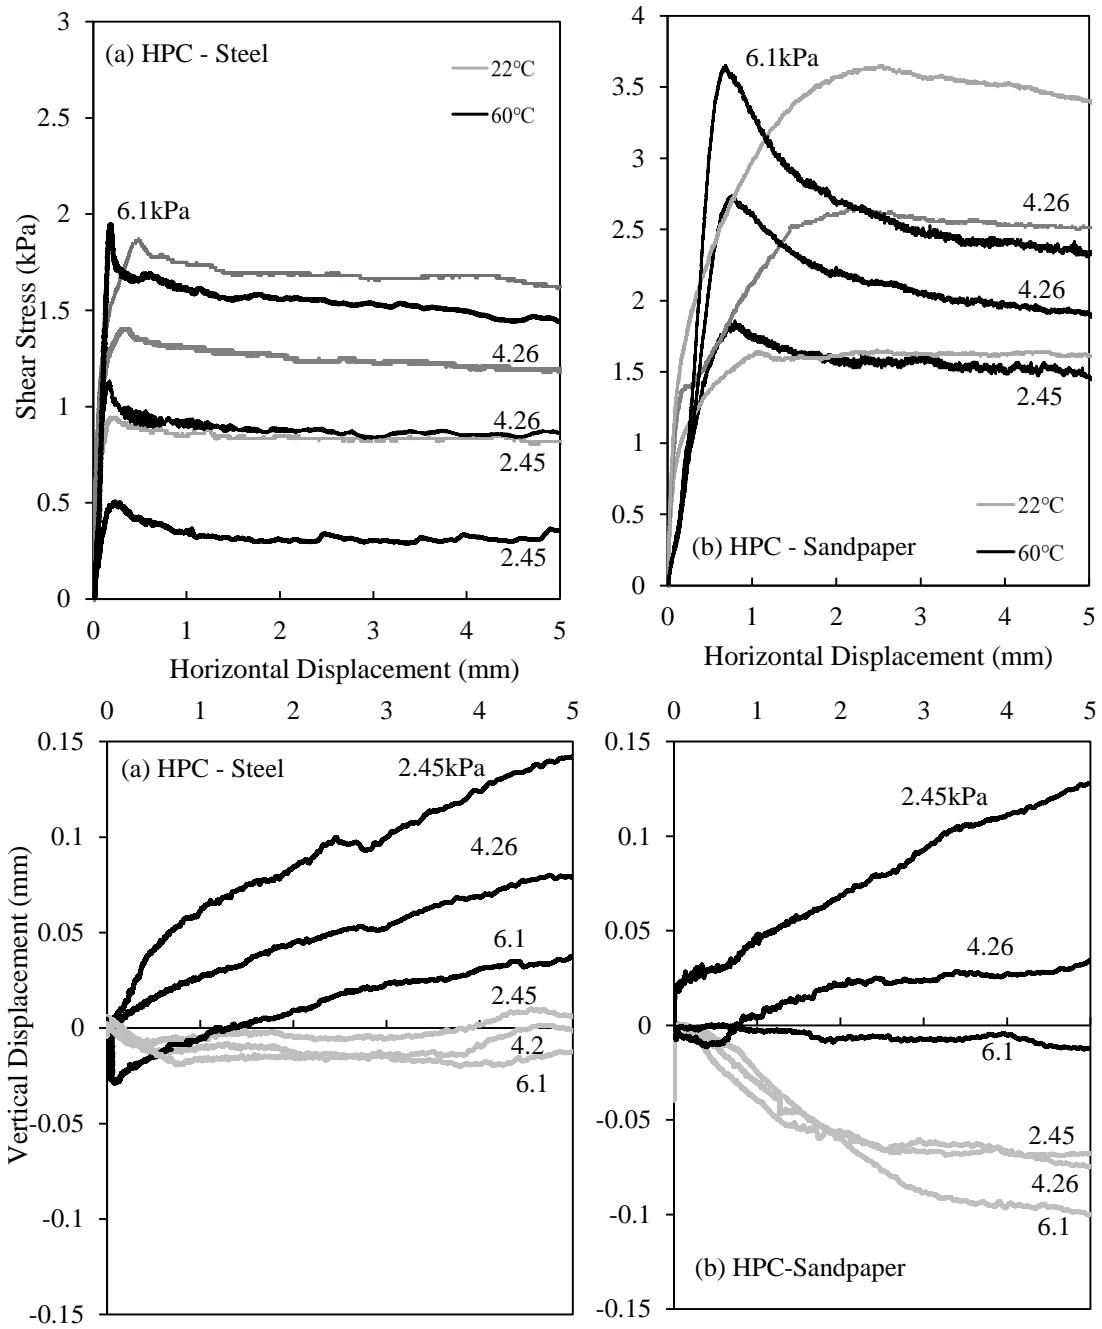 (a) HPC - Steel
22°C
60°C
6.1kPa
4.26
4.26
2.45
2.45
3
2.5
2
1.5
1
0.5
0
0 1 2 3 4 5
Shear Stress (kPa)
Horizontal Displacement (mm)
4
3.5
3
2.5
2
1.5
1
0.5
0
6.1kPa
4.26
4.26
2.45
22°C
60°C
(b) HPC - Sandpaper
0 1 2 3 4 5
Horizontal Displacement (mm)
0 1 2 3 4 5
0.15
0.1
0.05
0
-0.05
-0.1
-0.15
Vertical Displacement (mm)
(a) HPC - Steel
2.45kPa
4.26
6.1
2.45
4.2
6.1
0 1 2 3 4 5
0.15
0.1
0.05
0
-0.05
-0.1
-0.15
2.45kPa
4.26
6.1
2.45
4.26
6.1
(b) HPC-Sandpaper